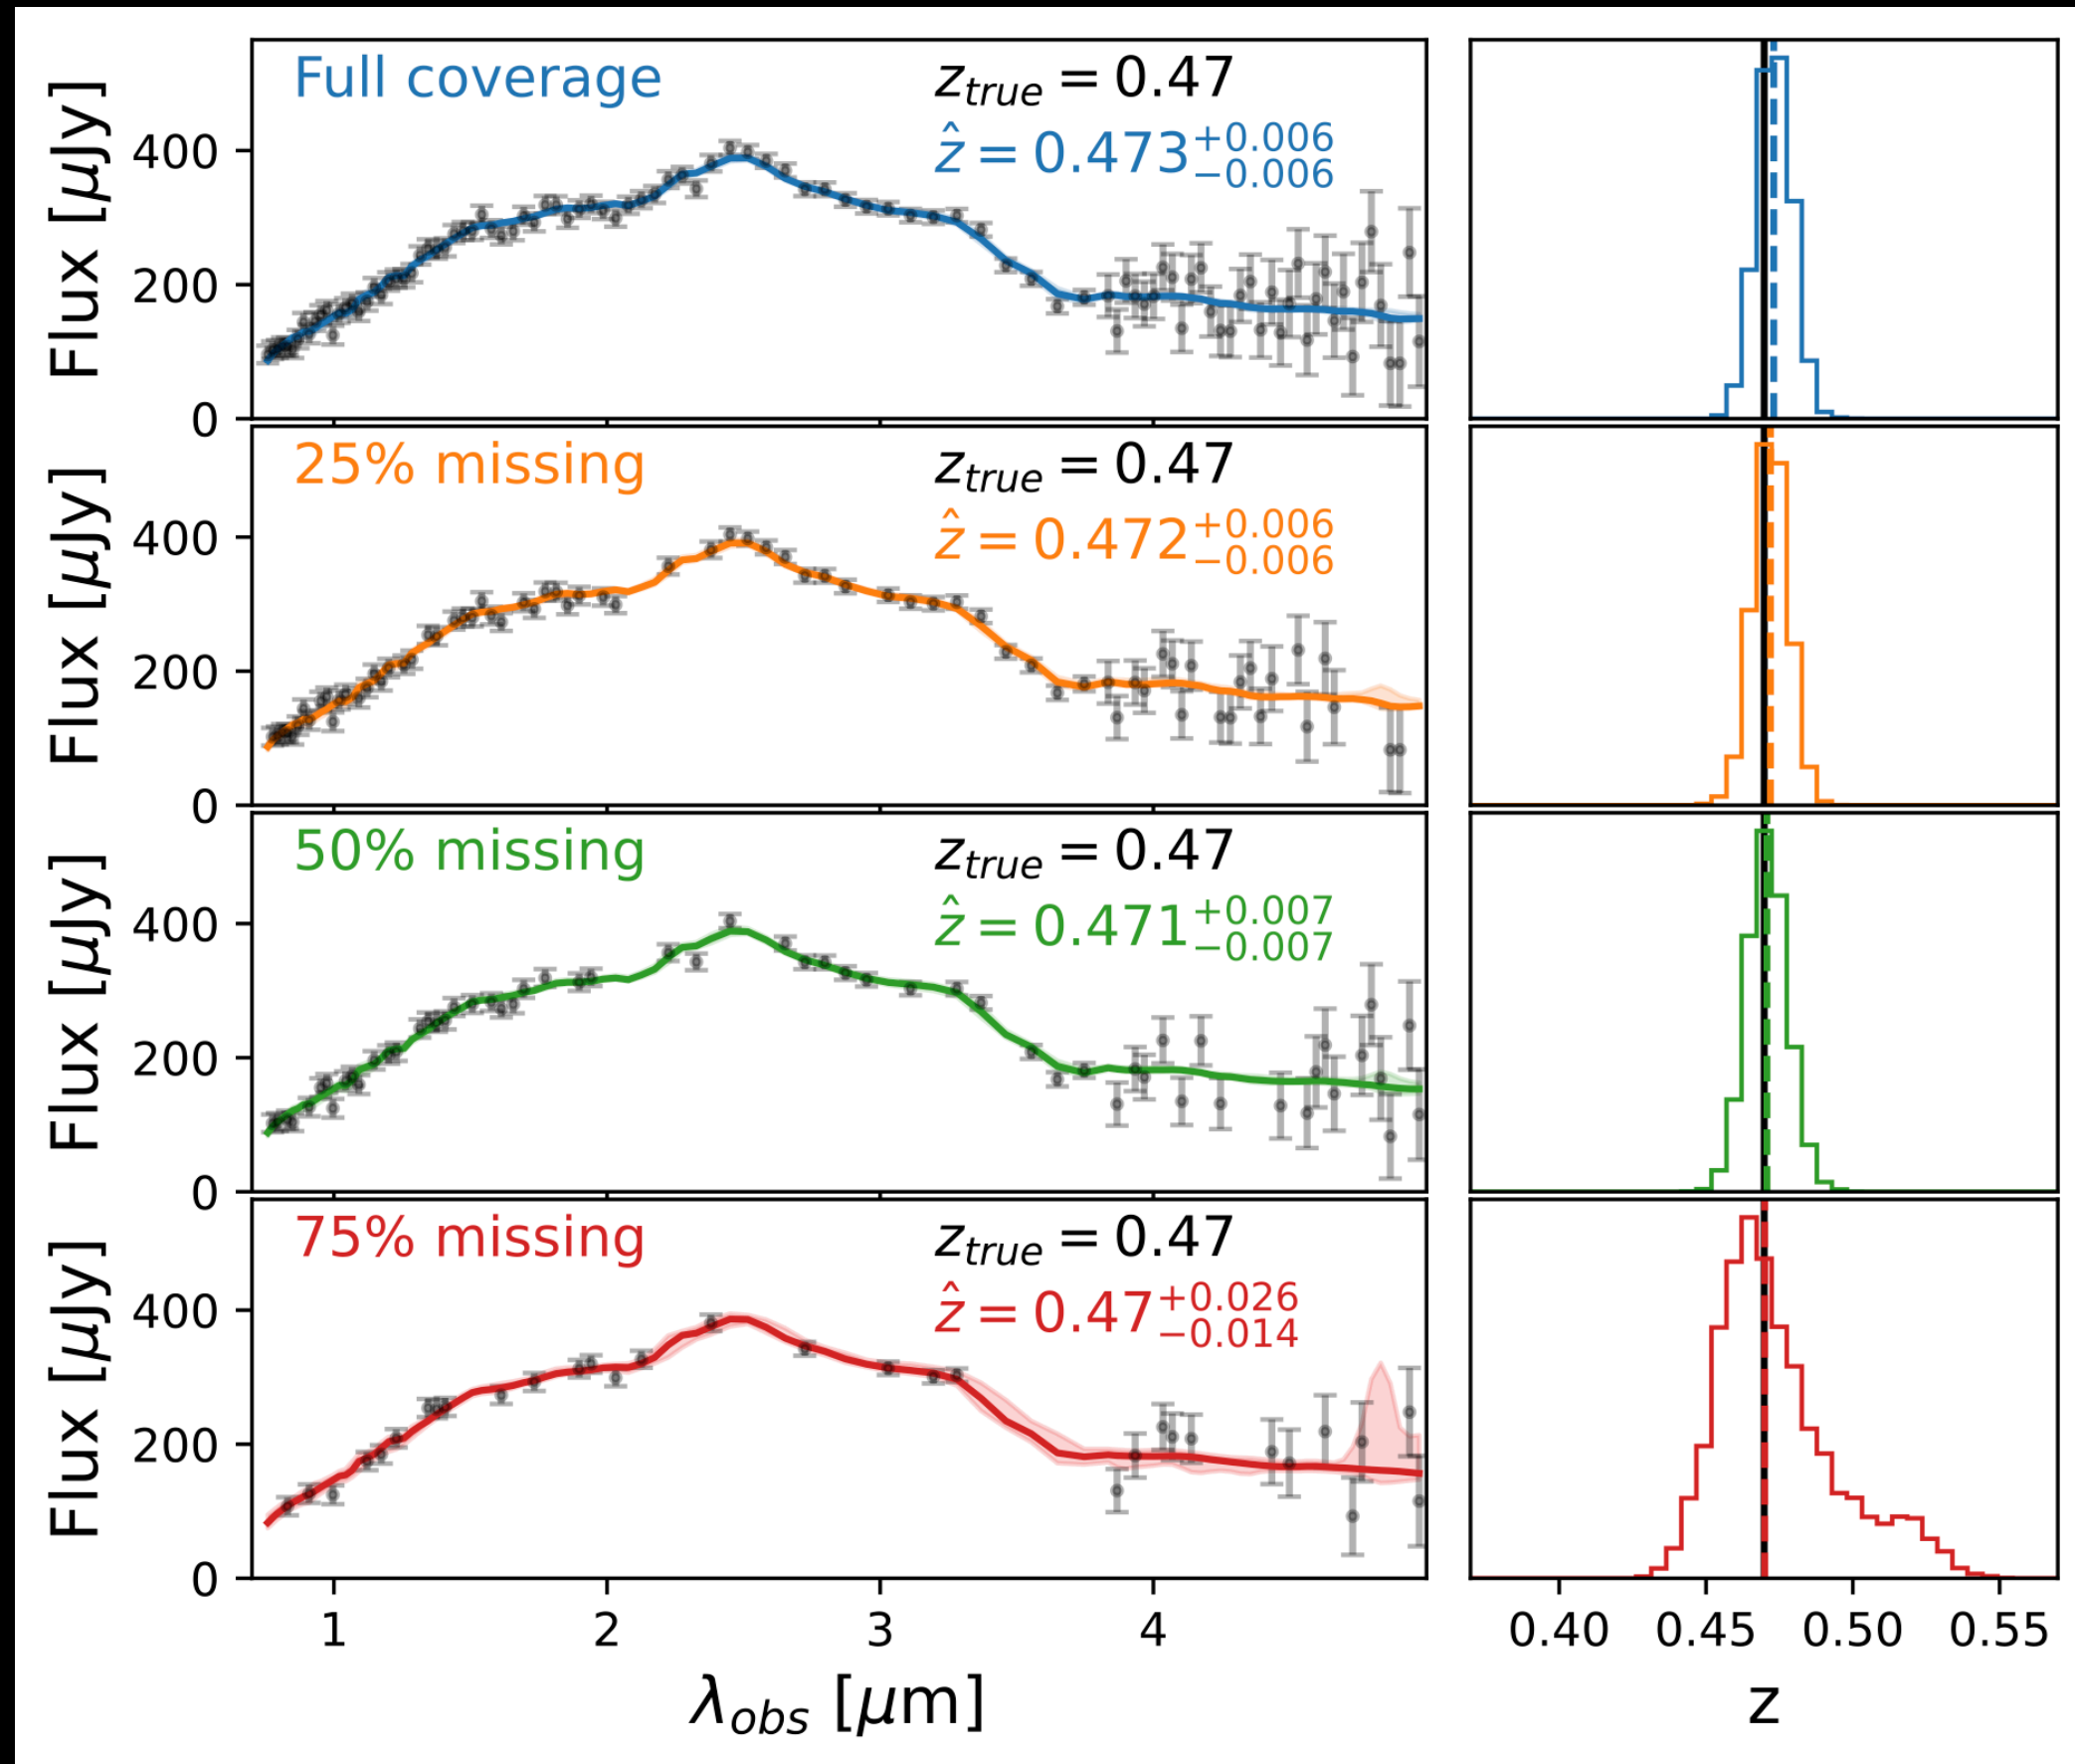 Full coverage
z_true = 0.47
ẑ = 0.473 +0.006 −0.006
Flux [μJy]
400
200
0
25% missing
z_true = 0.47
ẑ = 0.472 +0.006 −0.006
Flux [μJy]
400
200
0
50% missing
z_true = 0.47
ẑ = 0.471 +0.007 −0.007
Flux [μJy]
400
200
0
75% missing
z_true = 0.47
ẑ = 0.47 +0.026 −0.014
Flux [μJy]
400
200
0
1 2 3 4
0.40 0.45 0.50 0.55
λ_obs [μm]
z